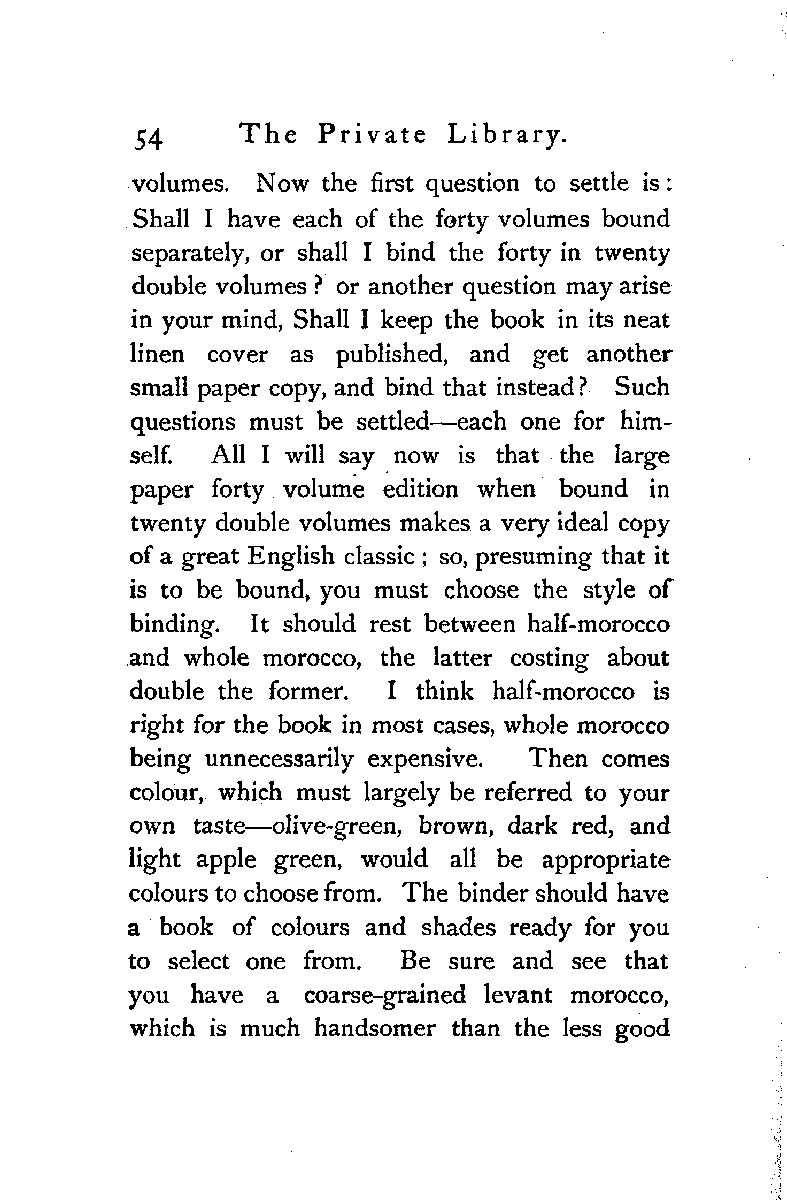 54 The Private Library.
volumes. Now the first question to settle is:
Shall I have each of the forty volumes bound
separately, or shall I bind the forty in twenty
double volumes? or another question may arise
in your mind, Shall I keep the book in its neat
linen cover as published, and get another
small paper copy, and bind that instead? Such
questions must be settled—each one for him-
self. All I will say now is that the large
paper forty volume edition when bound in
twenty double volumes makes a very ideal copy
of a great English classic; so, presuming that it
is to be bound, you must choose the style of
binding. It should rest between half-morocco
and whole morocco, the latter costing about
double the former. I think half-morocco is
right for the book in most cases, whole morocco
being unnecessarily expensive. Then comes
colour, which must largely be referred to your
own taste—olive-green, brown, dark red, and
light apple green, would all be appropriate
colours to choose from. The binder should have
a book of colours and shades ready for you
to select one from. Be sure and see that
you have a coarse-grained levant morocco,
which is much handsomer than the less good